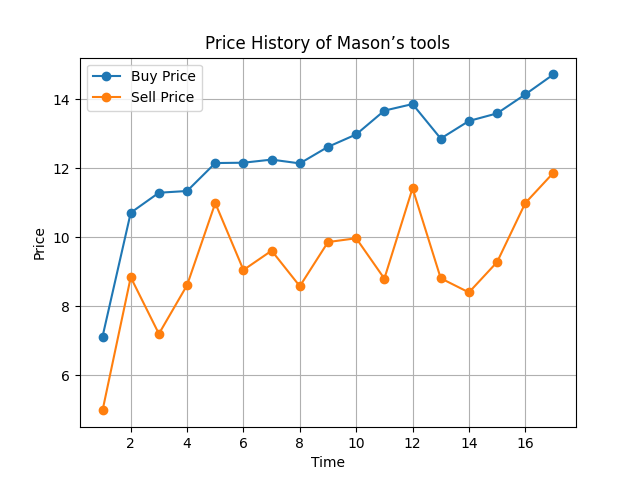 Price History of Mason’s tools
Buy Price
Sell Price
Price
14
12
10
8
6
2 4 6 8 10 12 14 16
Time